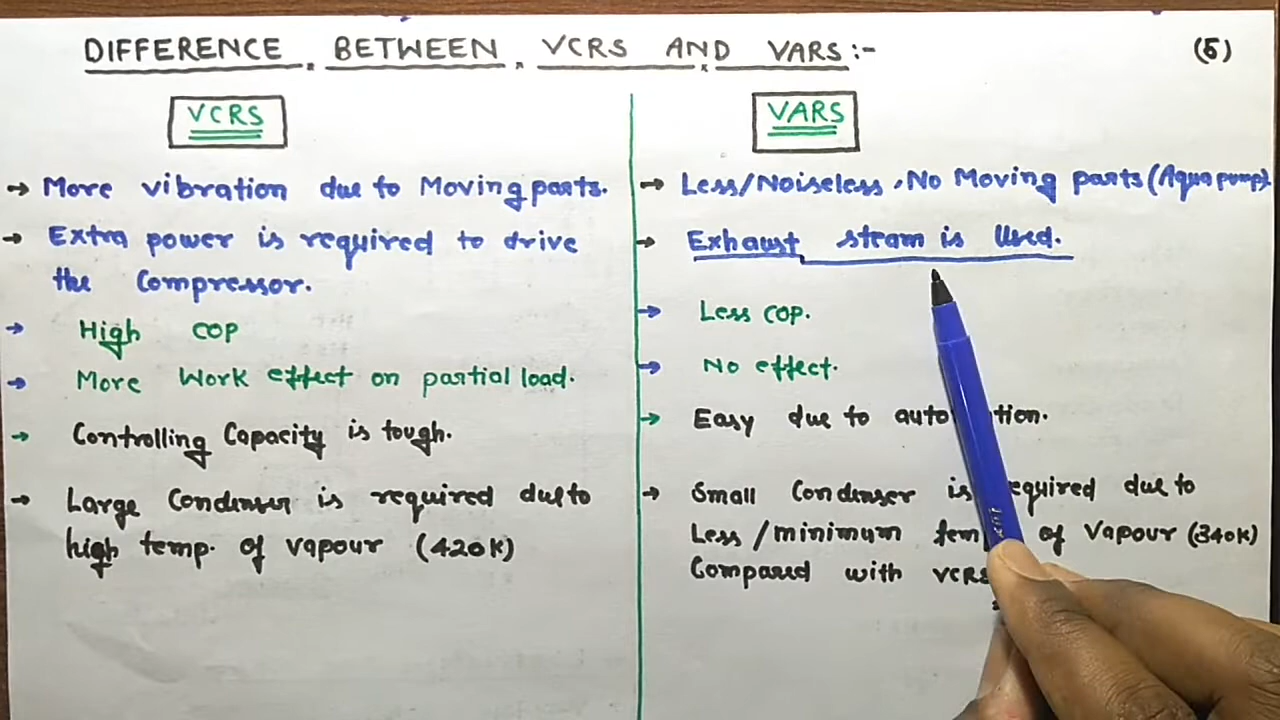 DIFFERENCE BETWEEN VCRS AND VARS:-
(5)
VCRS
→ More vibration due to Moving parts.
→ Extra power is required to drive
the Compressor.
→ High COP
→ More Work effect on partial load.
→ Controlling Capacity is tough.
→ Large Condenser is required due to
high temp. of vapour (420K)
VARS
→ Less/Noiseless, No Moving parts (Aqua pump).
→ Exhaust steam is Used.
→ Less COP.
→ No effect.
→ Easy due to
→ Small Condenser is required due to
Less/minimum of Vapour (340K)
Compared with VCRS